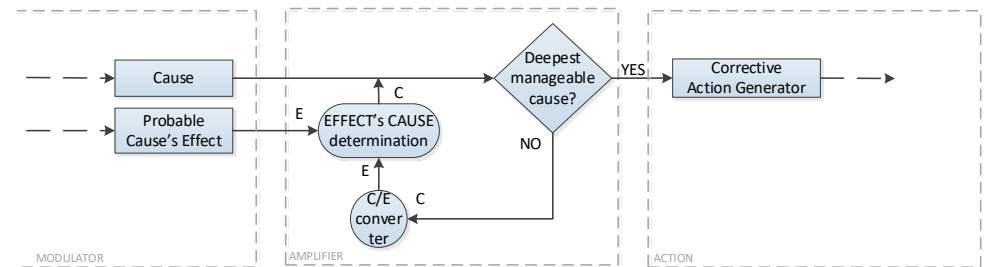 Cause
Probable
Cause's Effect
E
C
EFFECT's CAUSE
determination
E
C/E
conver
ter
C
Deepest
manageable
cause?
YES
NO
Corrective
Action Generator
MODULATOR
AMPLIFIER
ACTION